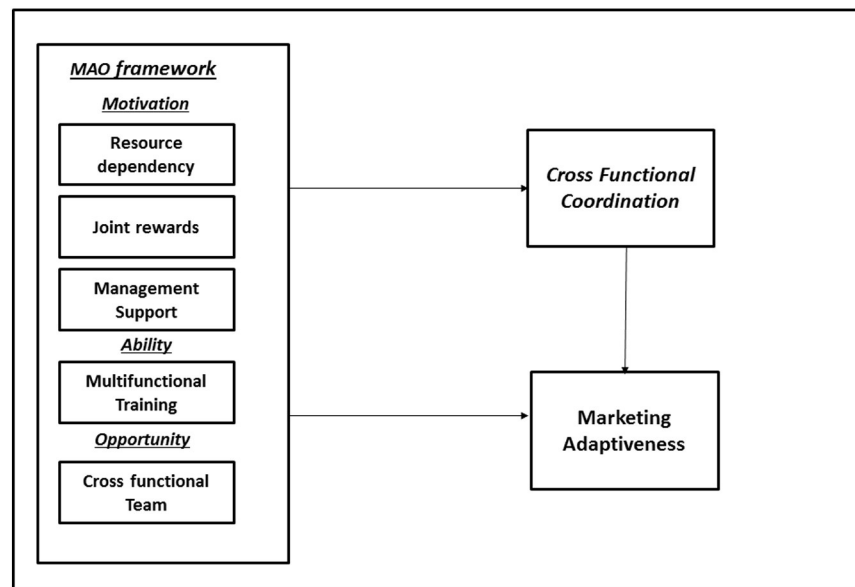 MAO framework
Motivation
Resource
dependency
Joint rewards
Management
Support
Ability
Multifunctional
Training
Opportunity
Cross functional
Team
Cross Functional
Coordination
Marketing
Adaptiveness